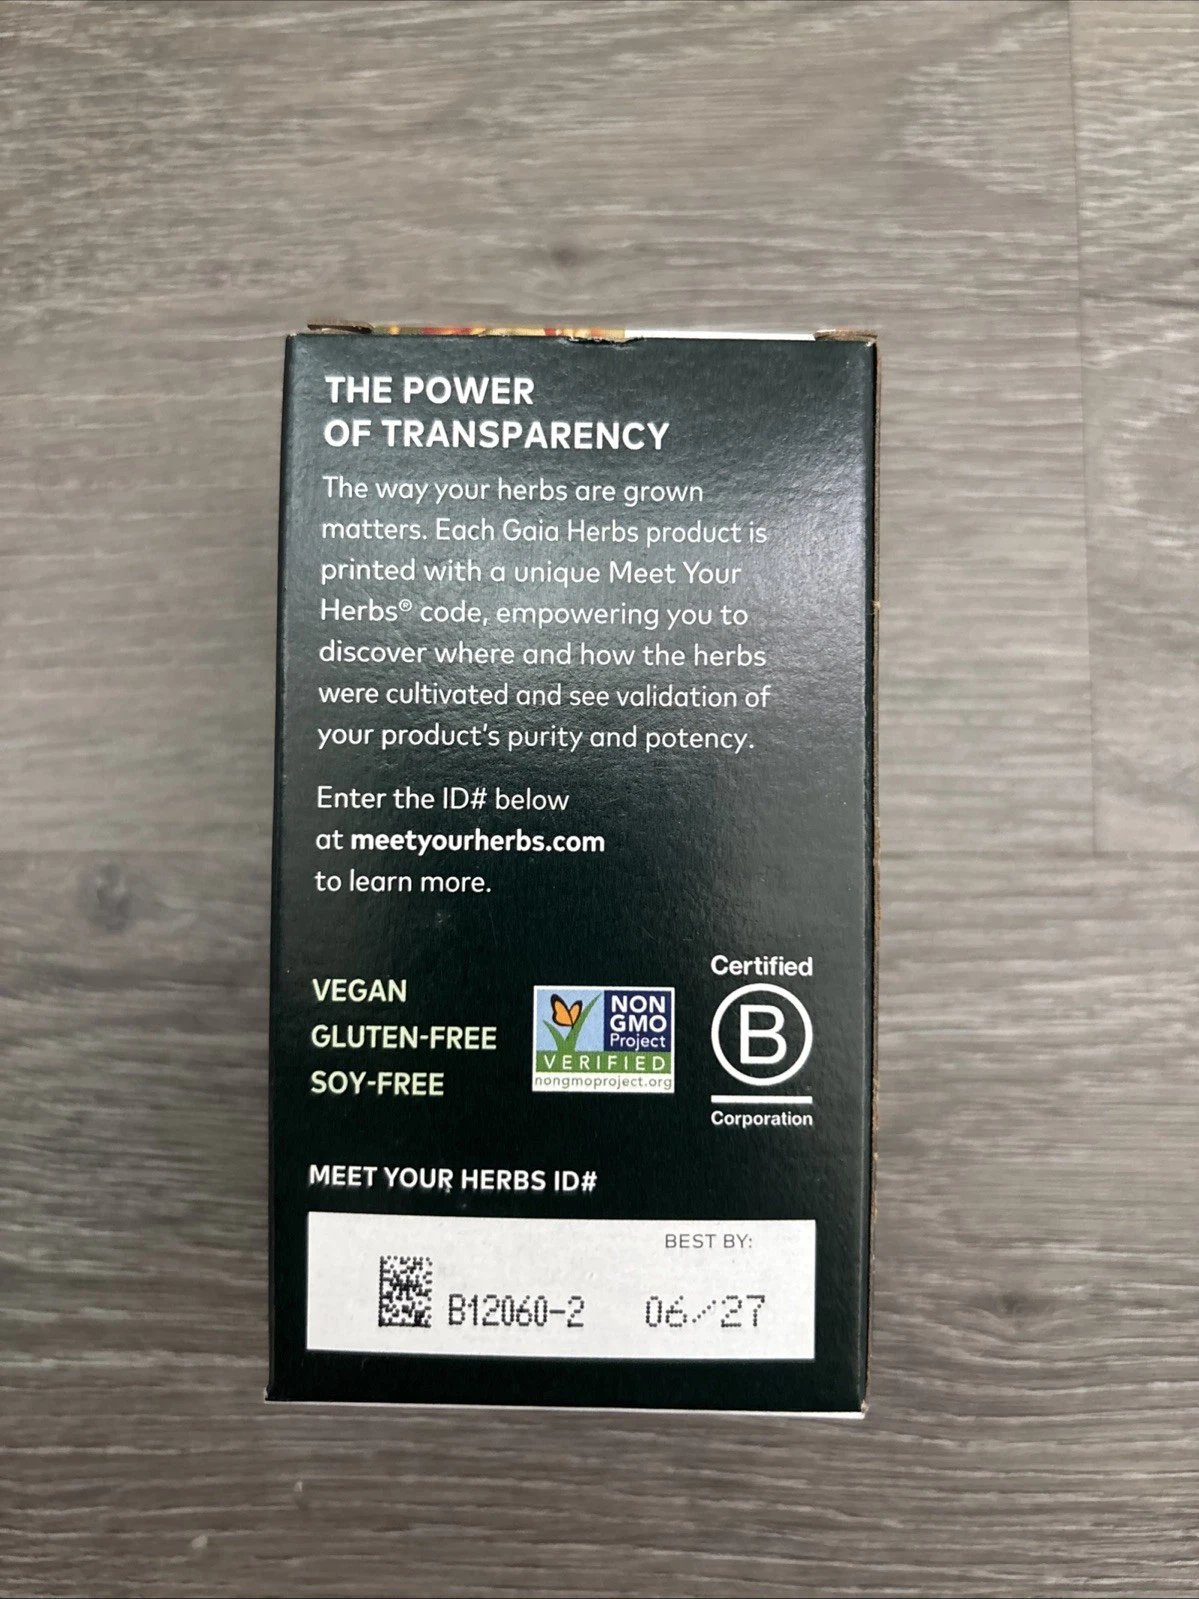 THE POWER
OF TRANSPARENCY
The way your herbs are grown
matters. Each Gaia Herbs product is
printed with a unique Meet Your
Herbs® code, empowering you to
discover where and how the herbs
were cultivated and see validation of
your product's purity and potency.
Enter the ID# below
at meetyourherbs.com
to learn more.
VEGAN
GLUTEN-FREE
SOY-FREE
NON
GMO
Project
VERIFIED
nongmoproject.org
Certified
B
Corporation
MEET YOUR HERBS ID#
BEST BY:
B12060-2 06/27